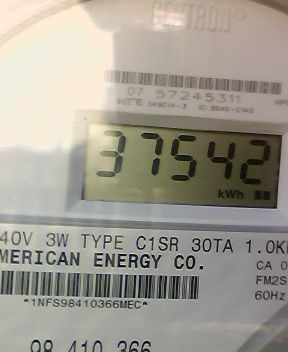 CENTRON®
07 57245311
37542
kWh
40V 3W TYPE C1SR 30TA 1.0K
MERICAN ENERGY CO.
CA 0
FM2S
60Hz
*1NFS98410366MEC*
98 410 366